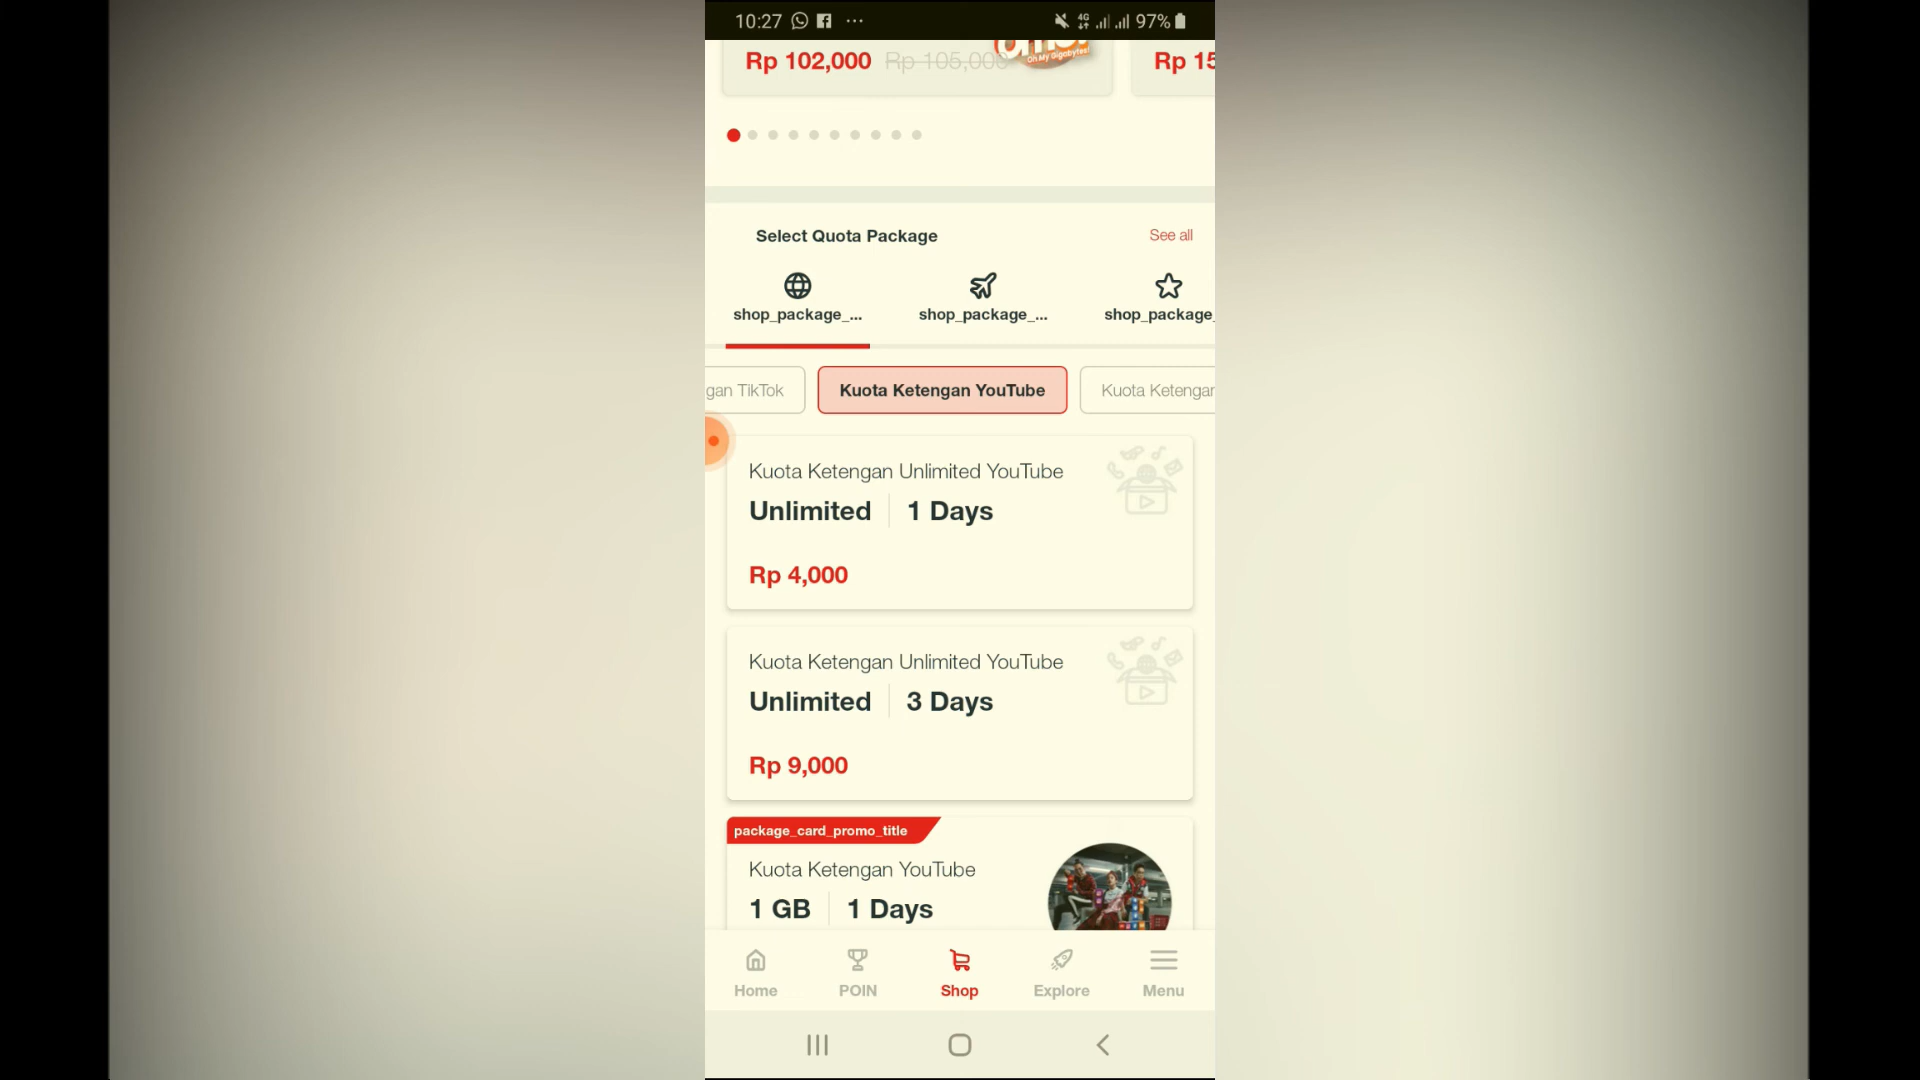 10:27 ... 4G 97%
omg!
Oh My Gigabytes!
Rp 102,000 Rp 105,000 Rp 15
Select Quota Package See all
shop_package_... shop_package_... shop_package_
gan TikTok Kuota Ketengan YouTube Kuota Ketengan
Kuota Ketengan Unlimited YouTube
Unlimited 1 Days
Rp 4,000
Kuota Ketengan Unlimited YouTube
Unlimited 3 Days
Rp 9,000
package_card_promo_title
Kuota Ketengan YouTube
1 GB 1 Days
Home POIN Shop Explore Menu